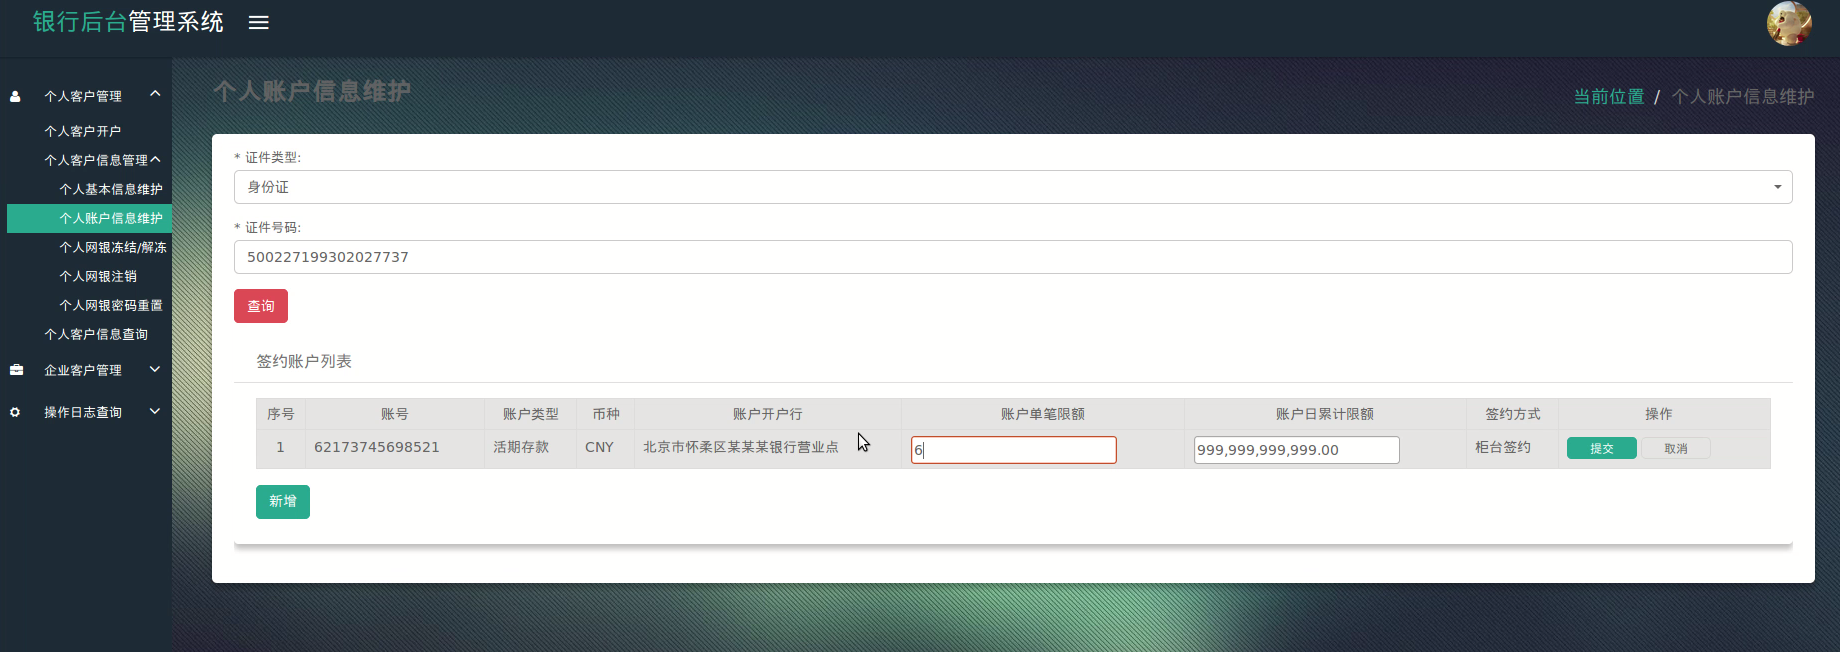 银行后台管理系统
个人客户管理
个人客户开户
个人客户信息管理
个人基本信息维护
个人账户信息维护
个人网银冻结/解冻
个人网银注销
个人网银密码重置
个人客户信息查询
企业客户管理
操作日志查询
个人账户信息维护
当前位置 / 个人账户信息维护
* 证件类型:
身份证
* 证件号码:
500227199302027737
查询
签约账户列表
序号 账号 账户类型 币种 账户开户行 账户单笔限额 账户日累计限额 签约方式 操作
1 62173745698521 活期存款 CNY 北京市怀柔区某某某银行营业点 6 999,999,999,999.00 柜台签约 提交 取消
新增